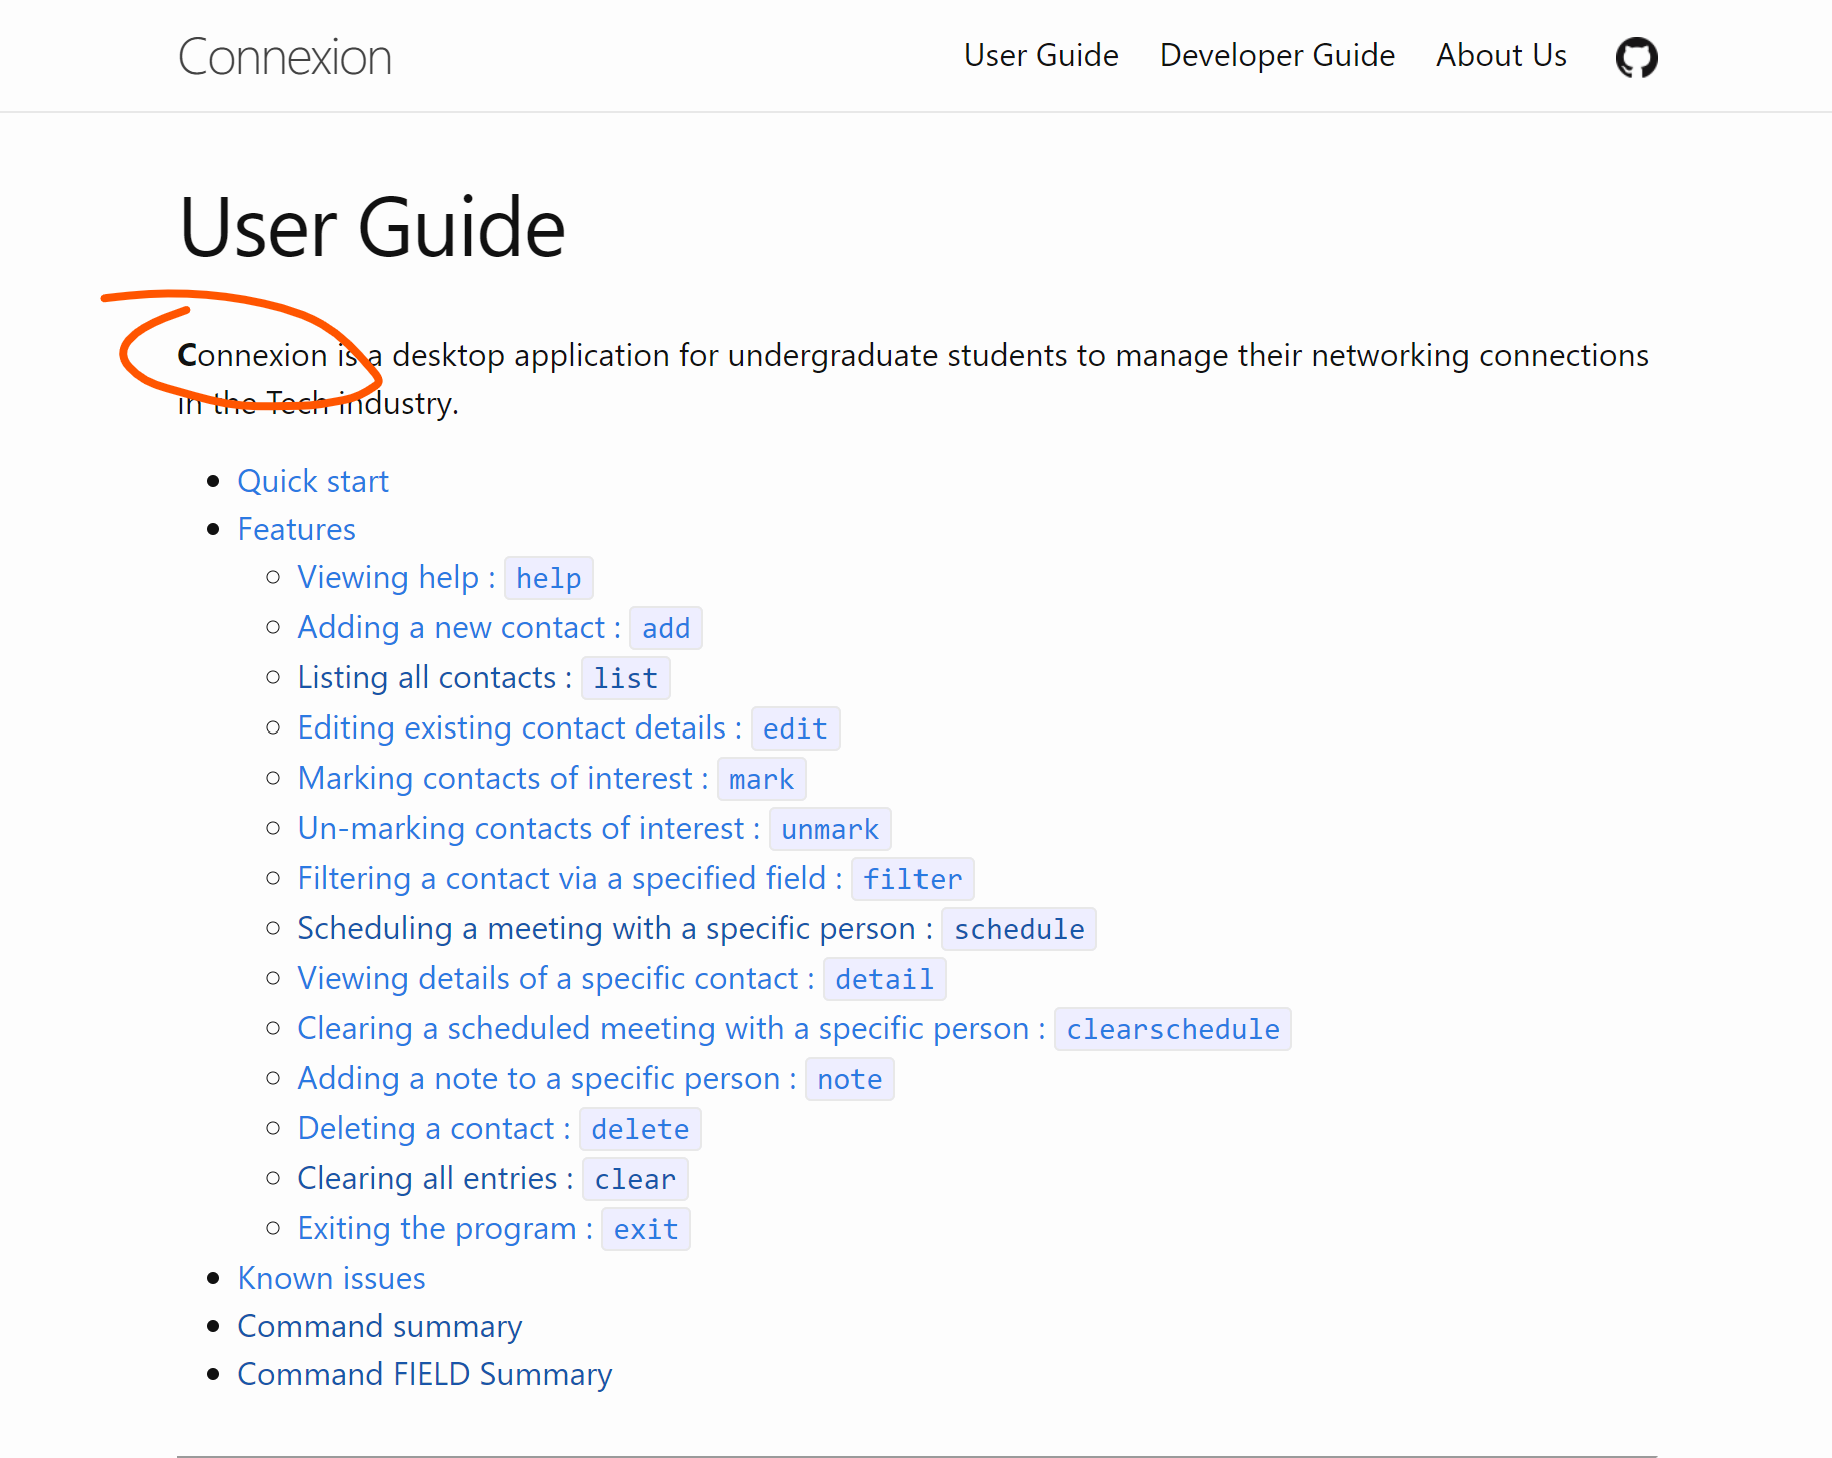 Connexion
User Guide Developer Guide About Us
User Guide
Connexion is a desktop application for undergraduate students to manage their networking connections
in the Tech industry.
Quick start
Features
Viewing help : help
Adding a new contact : add
Listing all contacts : list
Editing existing contact details : edit
Marking contacts of interest : mark
Un-marking contacts of interest : unmark
Filtering a contact via a specified field : filter
Scheduling a meeting with a specific person : schedule
Viewing details of a specific contact : detail
Clearing a scheduled meeting with a specific person : clearschedule
Adding a note to a specific person : note
Deleting a contact : delete
Clearing all entries : clear
Exiting the program : exit
Known issues
Command summary
Command FIELD Summary